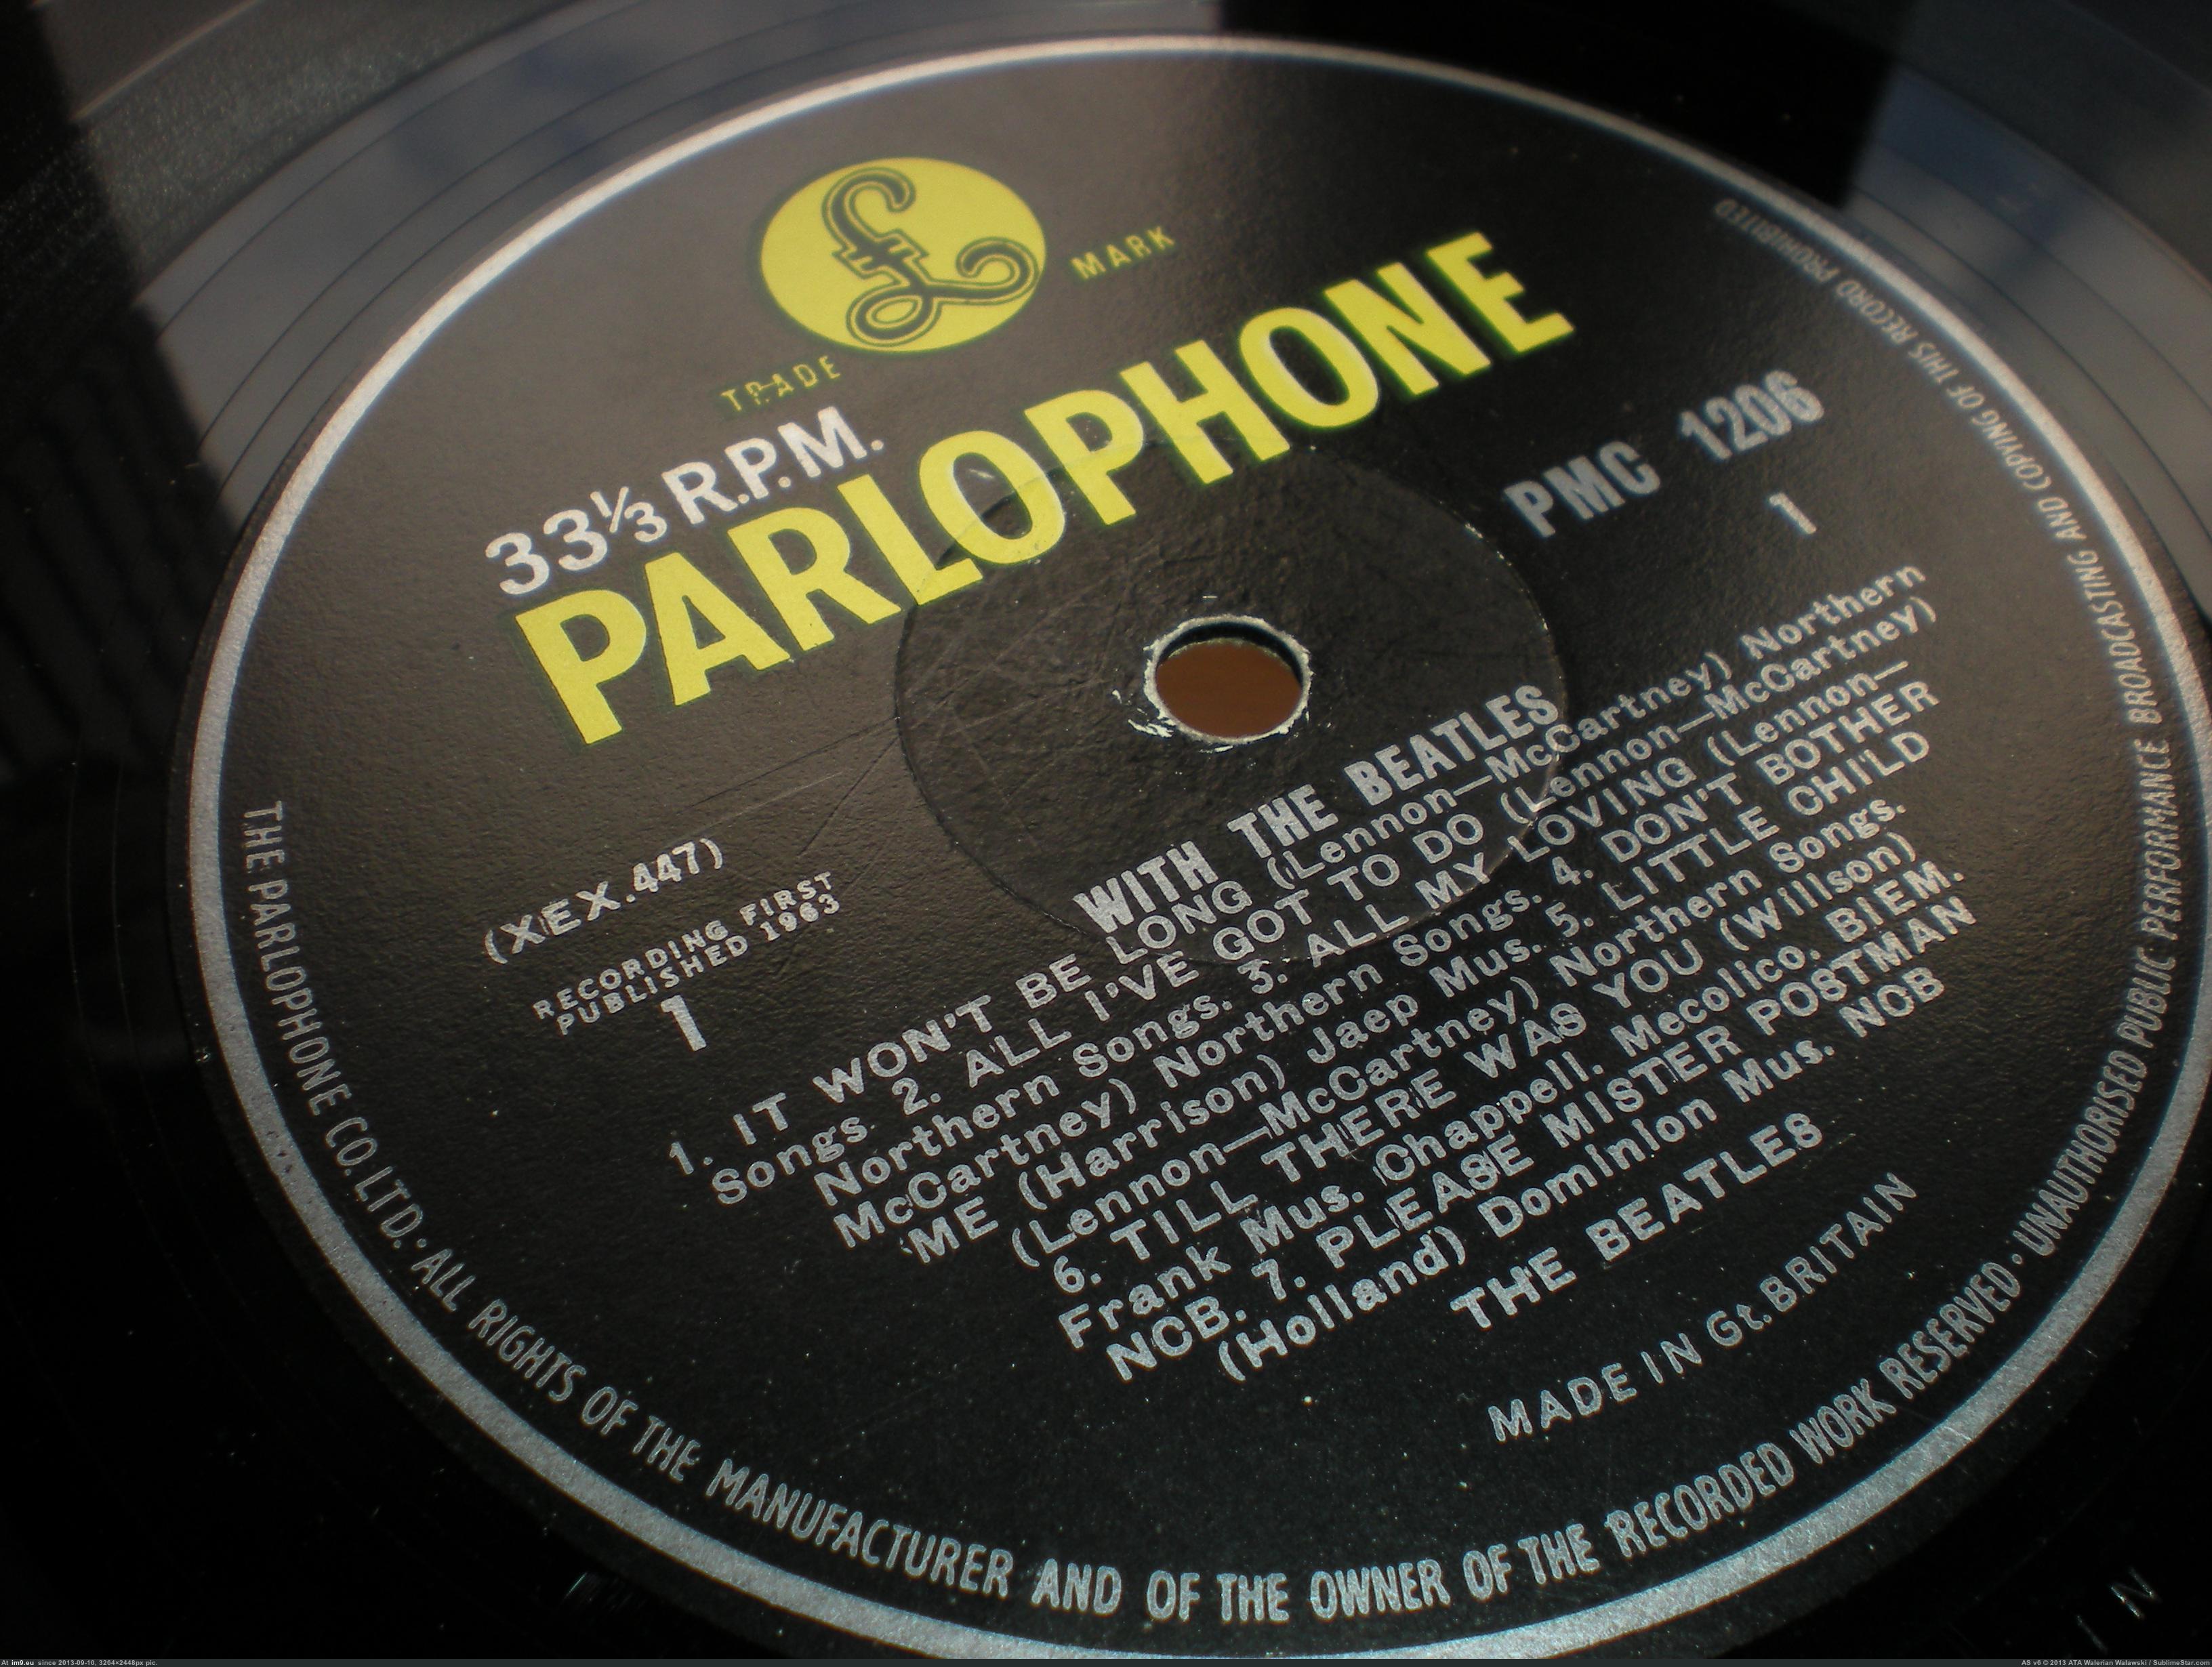 £
TRADE MARK
33⅓ R.P.M.
PARLOPHONE
PMC 1206
1
(XEX.447)
RECORDING FIRST
PUBLISHED 1963
1
WITH THE BEATLES
1. IT WON'T BE LONG (Lennon—McCartney) Northern
Songs. 2. ALL I'VE GOT TO DO (Lennon—McCartney)
Northern Songs. 3. ALL MY LOVING (Lennon—
McCartney) Northern Songs. 4. DON'T BOTHER
ME (Harrison) Jaep Mus. 5. LITTLE CHILD
(Lennon—McCartney) Northern Songs.
6. TILL THERE WAS YOU (Willson)
Frank Mus. Chappell. Mecolico. BIEM.
NCB. 7. PLEASE MISTER POSTMAN
(Holland) Dominion Mus. NCB
THE BEATLES
MADE IN Gt. BRITAIN
THE PARLOPHONE CO. LTD. · ALL RIGHTS OF THE MANUFACTURER AND OF THE OWNER OF THE RECORDED WORK RESERVED · UNAUTHORISED PUBLIC PERFORMANCE BROADCASTING AND COPYING OF THIS RECORD PROHIBITED
N
At im9.eu since 2013-09-10, 3264×2448px pic.
AS v6 © 2013 ATA Walerian Walawski / SublimeStar.com